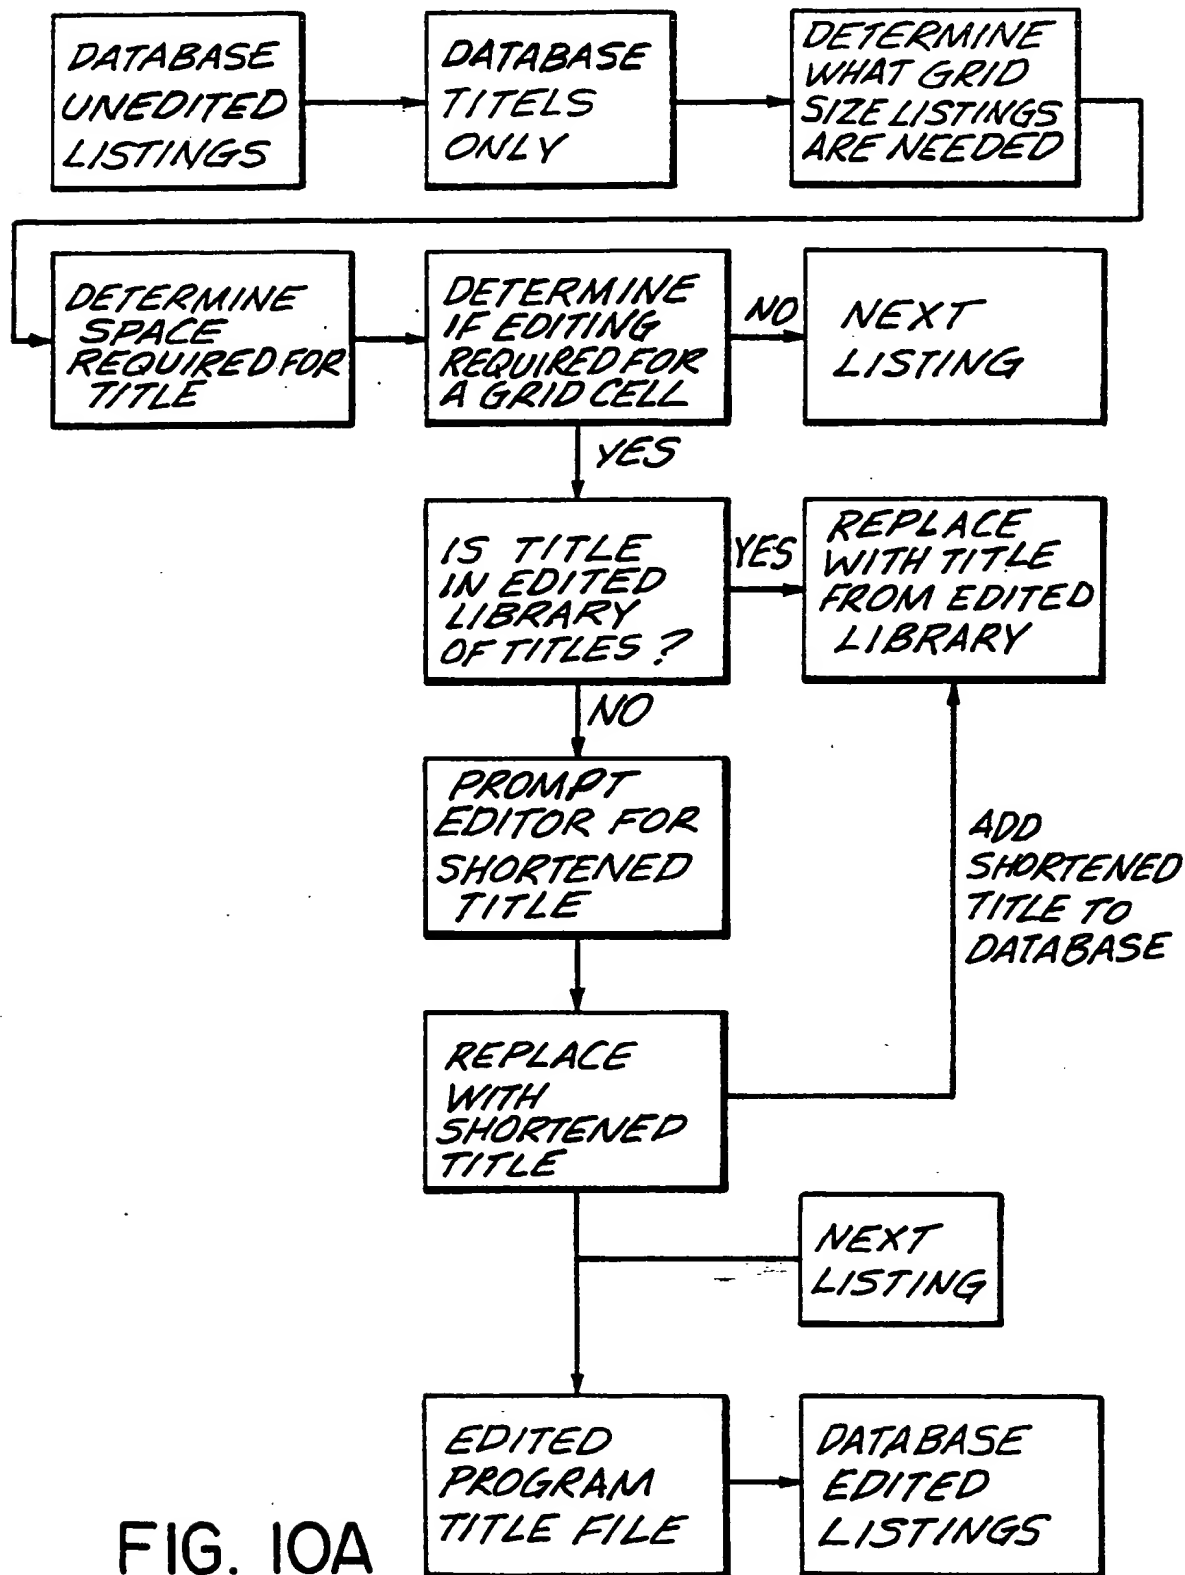 DATABASE
UNEDITED
LISTINGS
DATABASE
TITELS
ONLY
DETERMINE
WHAT GRID
SIZE LISTINGS
ARE NEEDED
DETERMINE
SPACE
REQUIRED FOR
TITLE
DETERMINE
IF EDITING
REQUIRED FOR
A GRID CELL
NO
NEXT
LISTING
YES
IS TITLE
IN EDITED
LIBRARY
OF TITLES?
YES
REPLACE
WITH TITLE
FROM EDITED
LIBRARY
NO
PROMPT
EDITOR FOR
SHORTENED
TITLE
ADD
SHORTENED
TITLE TO
DATABASE
REPLACE
WITH
SHORTENED
TITLE
NEXT
LISTING
EDITED
PROGRAM
TITLE FILE
DATABASE
EDITED
LISTINGS
FIG. 10A